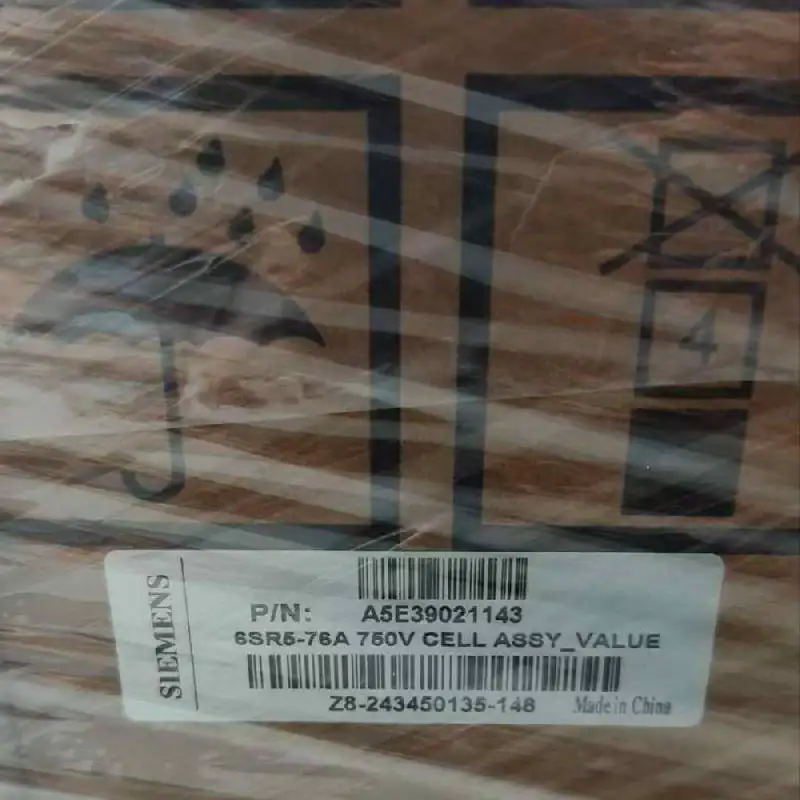 4
SIEMENS
P/N: A5E39021143
6SR5-76A 750V CELL ASSY_VALUE
Z8-243450135-148
Made in China